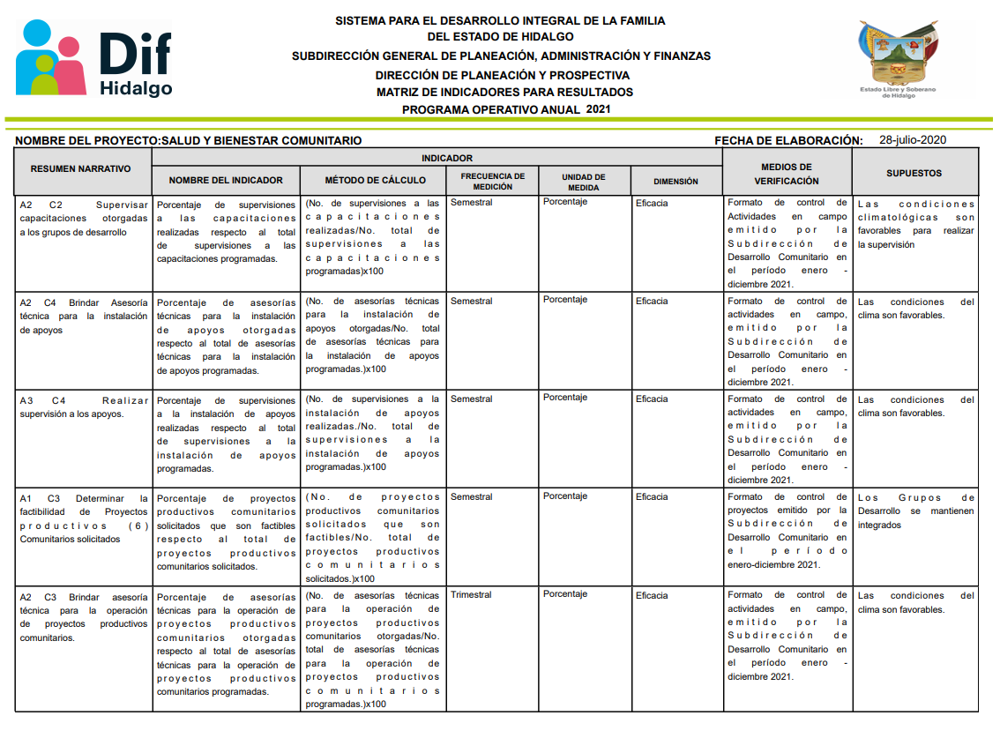 Dif
Hidalgo
SISTEMA PARA EL DESARROLLO INTEGRAL DE LA FAMILIA
DEL ESTADO DE HIDALGO
SUBDIRECCIÓN GENERAL DE PLANEACIÓN, ADMINISTRACIÓN Y FINANZAS
DIRECCIÓN DE PLANEACIÓN Y PROSPECTIVA
MATRIZ DE INDICADORES PARA RESULTADOS
PROGRAMA OPERATIVO ANUAL 2021
Estado Libre y Soberano
de Hidalgo
NOMBRE DEL PROYECTO:SALUD Y BIENESTAR COMUNITARIO
FECHA DE ELABORACIÓN: 28-julio-2020
RESUMEN NARRATIVO
INDICADOR
NOMBRE DEL INDICADOR
MÉTODO DE CÁLCULO
FRECUENCIA DE
MEDICIÓN
UNIDAD DE
MEDIDA
DIMENSIÓN
MEDIOS DE
VERIFICACIÓN
SUPUESTOS
A2 C2 Supervisar
capacitaciones otorgadas
a los grupos de desarrollo
Porcentaje de supervisiones
a las capacitaciones
realizadas respecto al total
de supervisiones a las
capacitaciones programadas.
(No. de supervisiones a las
capacitaciones
realizadas/No. total de
supervisiones a las
capacitaciones
programadas)x100
Semestral
Porcentaje
Eficacia
Formato de control de
Actividades en campo
emitido por la
Subdirección de
Desarrollo Comunitario en
el período enero -
diciembre 2021.
Las condiciones
climatológicas son
favorables para realizar
la supervisión
A2 C4 Brindar Asesoría
técnica para la instalación
de apoyos
Porcentaje de asesorías
técnicas para la instalación
de apoyos otorgadas
respecto al total de asesorías
técnicas para la instalación
de apoyos programadas.
(No. de asesorías técnicas
para la instalación de
apoyos otorgadas/No. total
de asesorías técnicas para
la instalación de apoyos
programadas.)x100
Semestral
Porcentaje
Eficacia
Formato de control de
actividades en campo,
emitido por la
Subdirección de
Desarrollo Comunitario en
el período enero -
diciembre 2021.
Las condiciones del
clima son favorables.
A3 C4 Realizar
supervisión a los apoyos.
Porcentaje de supervisiones
a la instalación de apoyos
realizadas respecto al total
de supervisiones a la
instalación de apoyos
programadas.
(No. de supervisiones a la
instalación de apoyos
realizadas./No. total de
supervisiones a la
instalación de apoyos
programadas.)x100
Semestral
Porcentaje
Eficacia
Formato de control de
actividades en campo,
emitido por la
Subdirección de
Desarrollo Comunitario en
el período enero -
diciembre 2021.
Las condiciones del
clima son favorables.
A1 C3 Determinar la
factibilidad de Proyectos
productivos (6)
Comunitarios solicitados
Porcentaje de proyectos
productivos comunitarios
solicitados que son factibles
respecto al total de
proyectos productivos
comunitarios solicitados.
(No. de proyectos
productivos comunitarios
solicitados que son
factibles/No. total de
proyectos productivos
comunitarios
solicitados.)x100
Semestral
Porcentaje
Eficacia
Formato de control de
proyectos emitido por la
Subdirección de
Desarrollo Comunitario en
el período
enero-diciembre 2021.
Los Grupos de
Desarrollo se mantienen
integrados
A2 C3 Brindar asesoría
técnica para la operación
de proyectos productivos
comunitarios.
Porcentaje de asesorías
técnicas para la operación de
proyectos productivos
comunitarios otorgadas
respecto al total de asesorías
técnicas para la operación de
proyectos productivos
comunitarios programadas.
(No. de asesorías técnicas
para la operación de
proyectos productivos
comunitarios otorgadas/No.
total de asesorías técnicas
para la operación de
proyectos productivos
comunitarios
programadas.)x100
Trimestral
Porcentaje
Eficacia
Formato de control de
actividades en campo,
emitido por la
Subdirección de
Desarrollo Comunitario en
el período enero -
diciembre 2021.
Las condiciones del
clima son favorables.